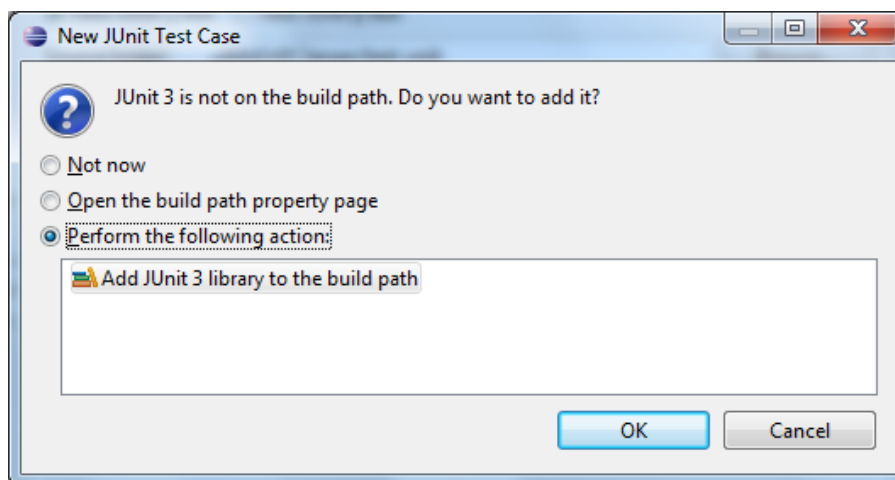 New JUnit Test Case
JUnit 3 is not on the build path. Do you want to add it?
Not now
Open the build path property page
Perform the following action:
Add JUnit 3 library to the build path
OK
Cancel